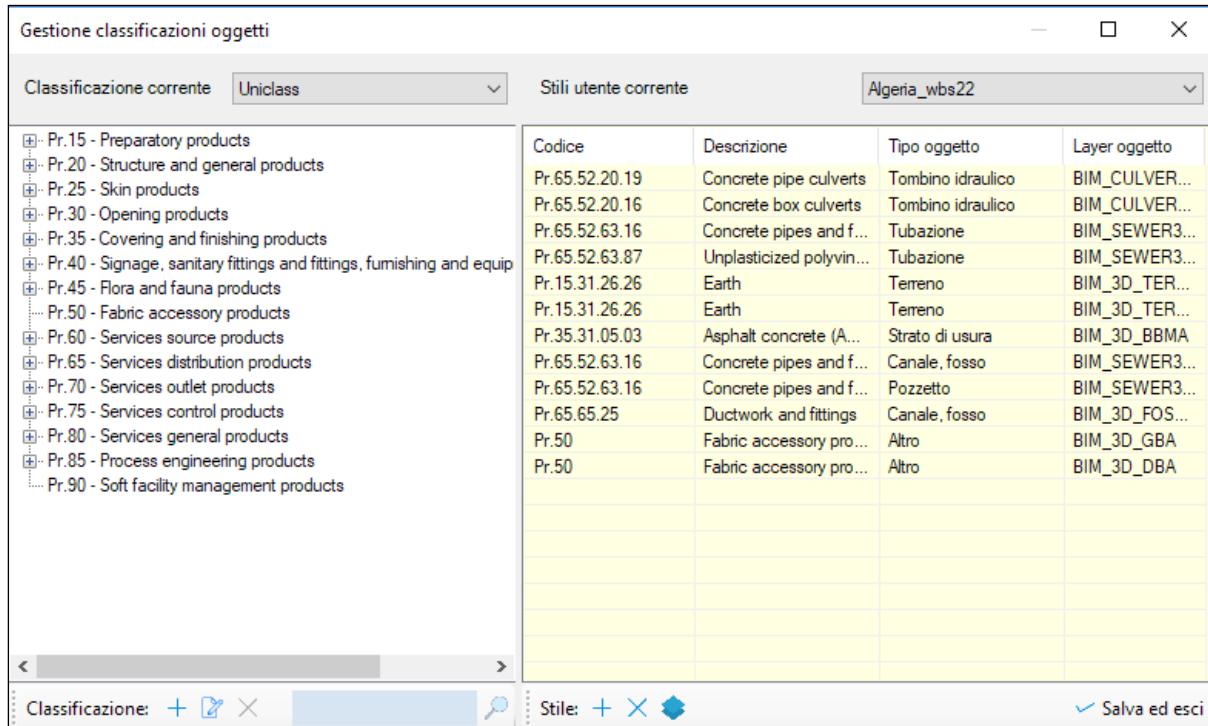 Gestione classificazioni oggetti
Classificazione corrente Uniclass Stili utente corrente Algeria_wbs22
Pr.15 - Preparatory products
Pr.20 - Structure and general products
Pr.25 - Skin products
Pr.30 - Opening products
Pr.35 - Covering and finishing products
Pr.40 - Signage, sanitary fittings and fittings, furnishing and equip
Pr.45 - Flora and fauna products
Pr.50 - Fabric accessory products
Pr.60 - Services source products
Pr.65 - Services distribution products
Pr.70 - Services outlet products
Pr.75 - Services control products
Pr.80 - Services general products
Pr.85 - Process engineering products
Pr.90 - Soft facility management products
Codice Descrizione Tipo oggetto Layer oggetto
Pr.65.52.20.19 Concrete pipe culverts Tombino idraulico BIM_CULVER...
Pr.65.52.20.16 Concrete box culverts Tombino idraulico BIM_CULVER...
Pr.65.52.63.16 Concrete pipes and f... Tubazione BIM_SEWER3...
Pr.65.52.63.87 Unplasticized polyvin... Tubazione BIM_SEWER3...
Pr.15.31.26.26 Earth Terreno BIM_3D_TER...
Pr.15.31.26.26 Earth Terreno BIM_3D_TER...
Pr.35.31.05.03 Asphalt concrete (A... Strato di usura BIM_3D_BBMA
Pr.65.52.63.16 Concrete pipes and f... Canale, fosso BIM_SEWER3...
Pr.65.52.63.16 Concrete pipes and f... Pozzetto BIM_SEWER3...
Pr.65.65.25 Ductwork and fittings Canale, fosso BIM_3D_FOS...
Pr.50 Fabric accessory pro... Altro BIM_3D_GBA
Pr.50 Fabric accessory pro... Altro BIM_3D_DBA
Classificazione: Stile: Salva ed esci